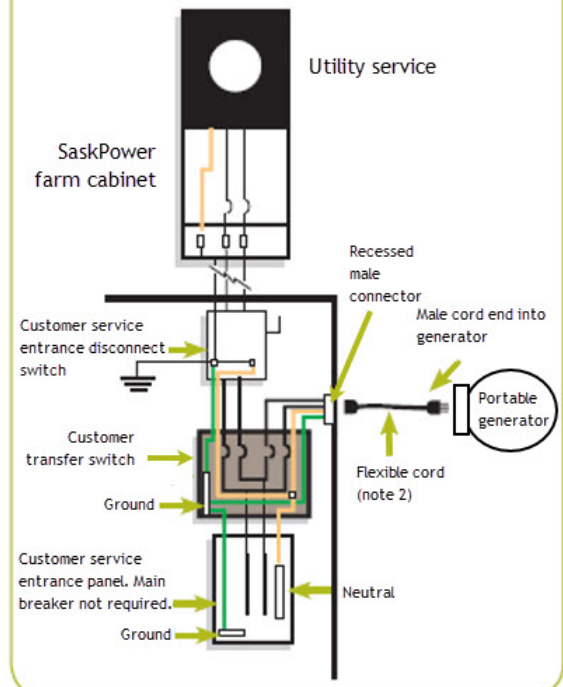 Utility service
SaskPower
farm cabinet
Recessed
male
connector
Male cord end into
generator
Customer service
entrance disconnect
switch
Portable
generator
Customer
transfer switch
Flexible cord
(note 2)
Ground
Customer service
entrance panel. Main
breaker not required.
Neutral
Ground